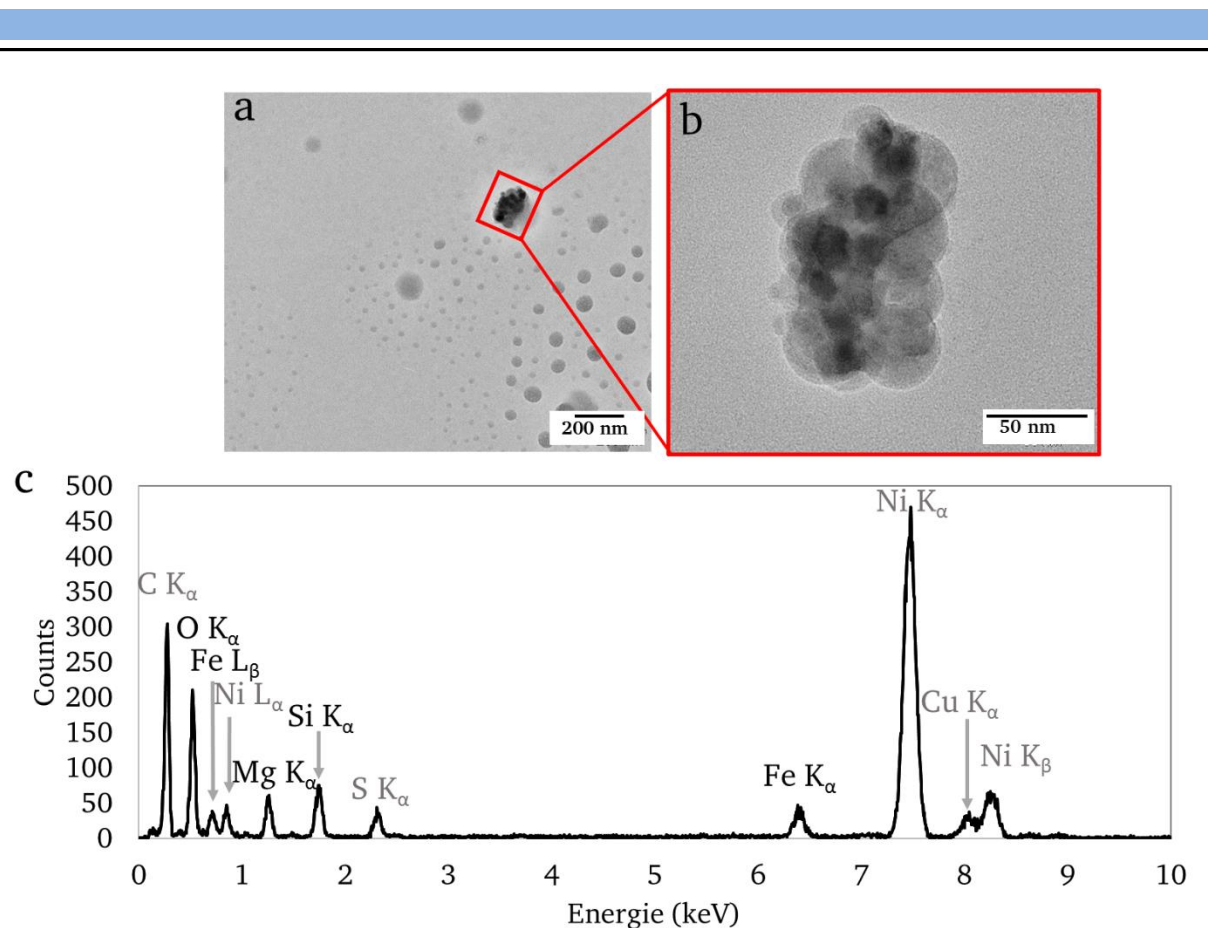 a
b
200 nm
50 nm
c
500
450
400
350
300
250
200
150
100
50
0
Counts
C Kα
O Kα
Fe Lβ
Ni Lα
Mg Kα
Si Kα
S Kα
Fe Kα
Ni Kα
Cu Kα
Ni Kβ
0 1 2 3 4 5 6 7 8 9 10
Energie (keV)